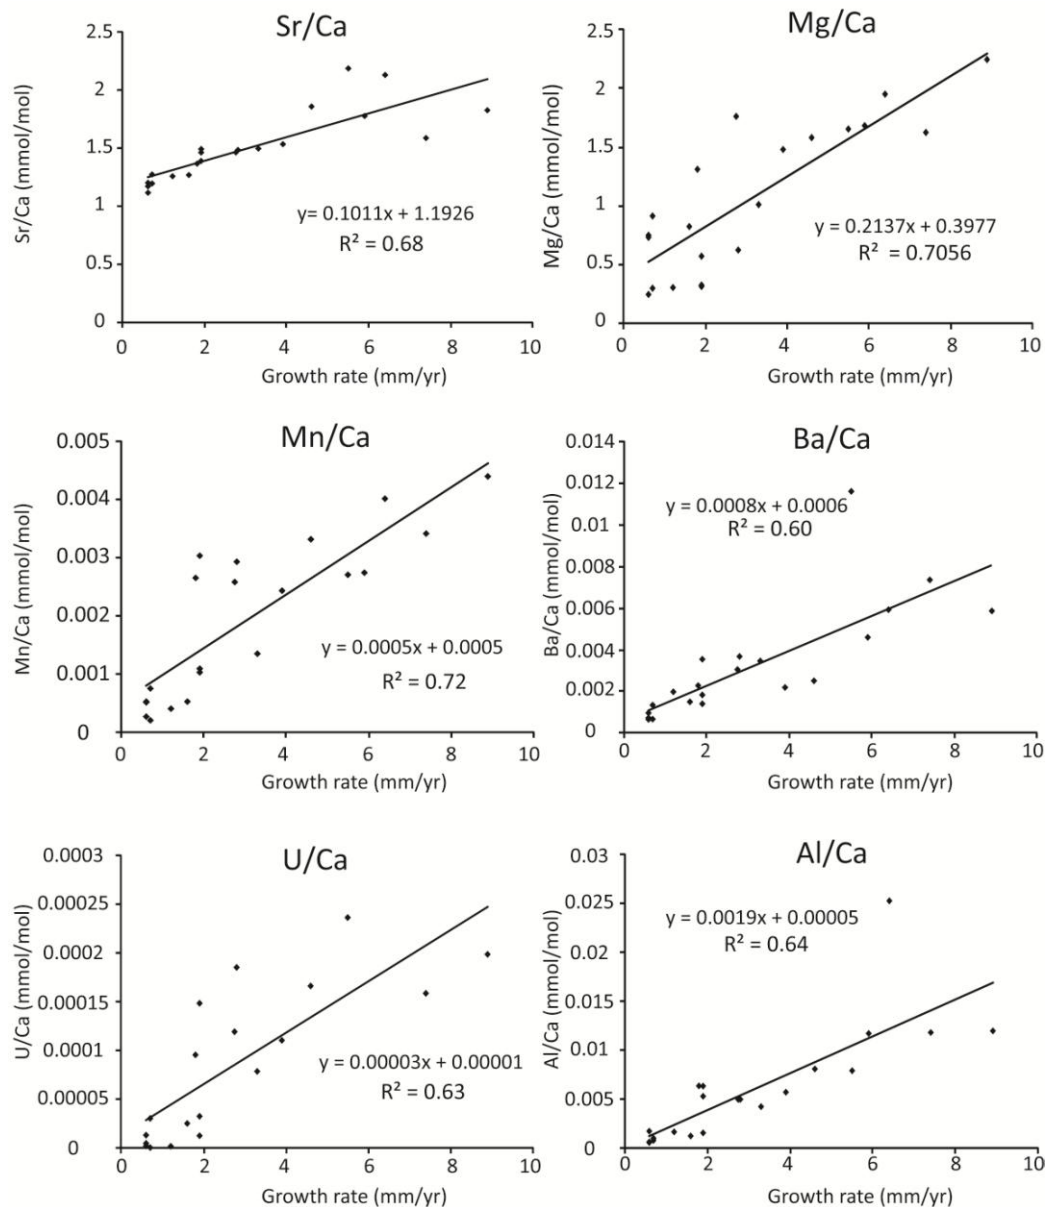 Sr/Ca
Sr/Ca (mmol/mol)
2.5
2
1.5
1
0.5
0
y= 0.1011x + 1.1926
R² = 0.68
0 2 4 6 8 10
Growth rate (mm/yr)
Mg/Ca
Mg/Ca (mmol/mol)
2.5
2
1.5
1
0.5
0
y = 0.2137x + 0.3977
R² = 0.7056
0 2 4 6 8 10
Growth rate (mm/yr)
Mn/Ca
Mn/Ca (mmol/mol)
0.005
0.004
0.003
0.002
0.001
0
y = 0.0005x + 0.0005
R² = 0.72
0 2 4 6 8 10
Growth rate (mm/yr)
Ba/Ca
Ba/Ca (mmol/mol)
0.014
0.012
0.01
0.008
0.006
0.004
0.002
0
y = 0.0008x + 0.0006
R² = 0.60
0 2 4 6 8 10
Growth rate (mm/yr)
U/Ca
U/Ca (mmol/mol)
0.0003
0.00025
0.0002
0.00015
0.0001
0.00005
0
y = 0.00003x + 0.00001
R² = 0.63
0 2 4 6 8 10
Growth rate (mm/yr)
Al/Ca
Al/Ca (mmol/mol)
0.03
0.025
0.02
0.015
0.01
0.005
0
y = 0.0019x + 0.00005
R² = 0.64
0 2 4 6 8 10
Growth rate (mm/yr)